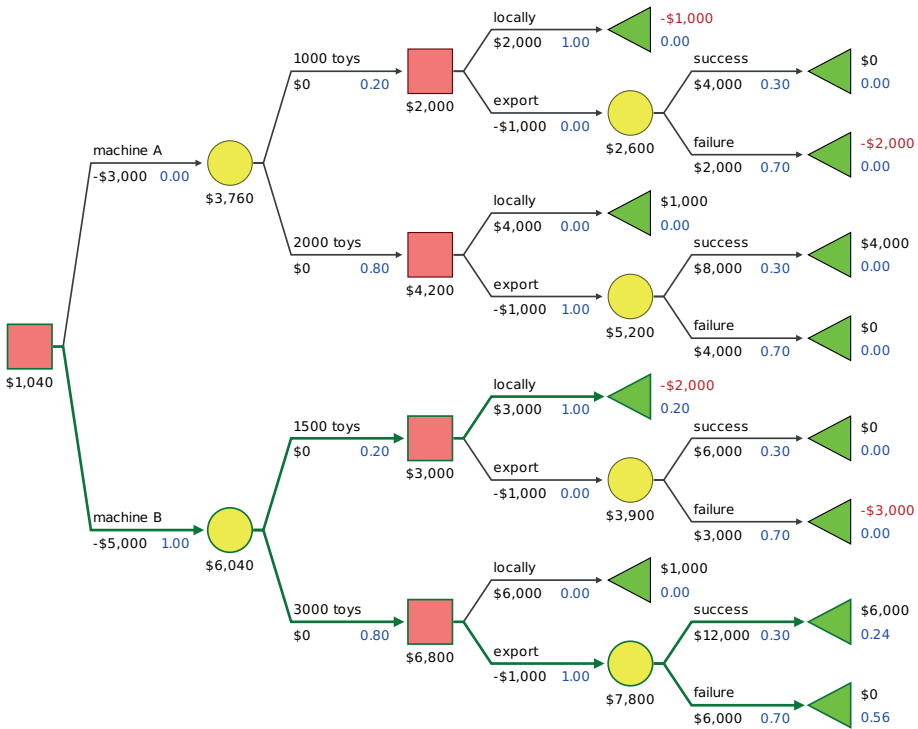 locally
-$1,000
$2,000 1.00
0.00
1000 toys
success
$0
$0 0.20
$4,000 0.30
0.00
$2,000
export
-$1,000 0.00
$2,600
failure
-$2,000
machine A
$2,000 0.70
0.00
-$3,000 0.00
$3,760
locally
$1,000
$4,000 0.00
0.00
2000 toys
success
$4,000
$0 0.80
$8,000 0.30
0.00
$4,200
export
-$1,000 1.00
$5,200
failure
$0
$4,000 0.70
0.00
$1,040
locally
-$2,000
$3,000 1.00
0.20
1500 toys
success
$0
$0 0.20
$6,000 0.30
0.00
$3,000
export
-$1,000 0.00
$3,900
failure
-$3,000
machine B
$3,000 0.70
0.00
-$5,000 1.00
$6,040
locally
$1,000
$6,000 0.00
0.00
3000 toys
success
$6,000
$0 0.80
$12,000 0.30
0.24
$6,800
export
-$1,000 1.00
$7,800
failure
$0
$6,000 0.70
0.56